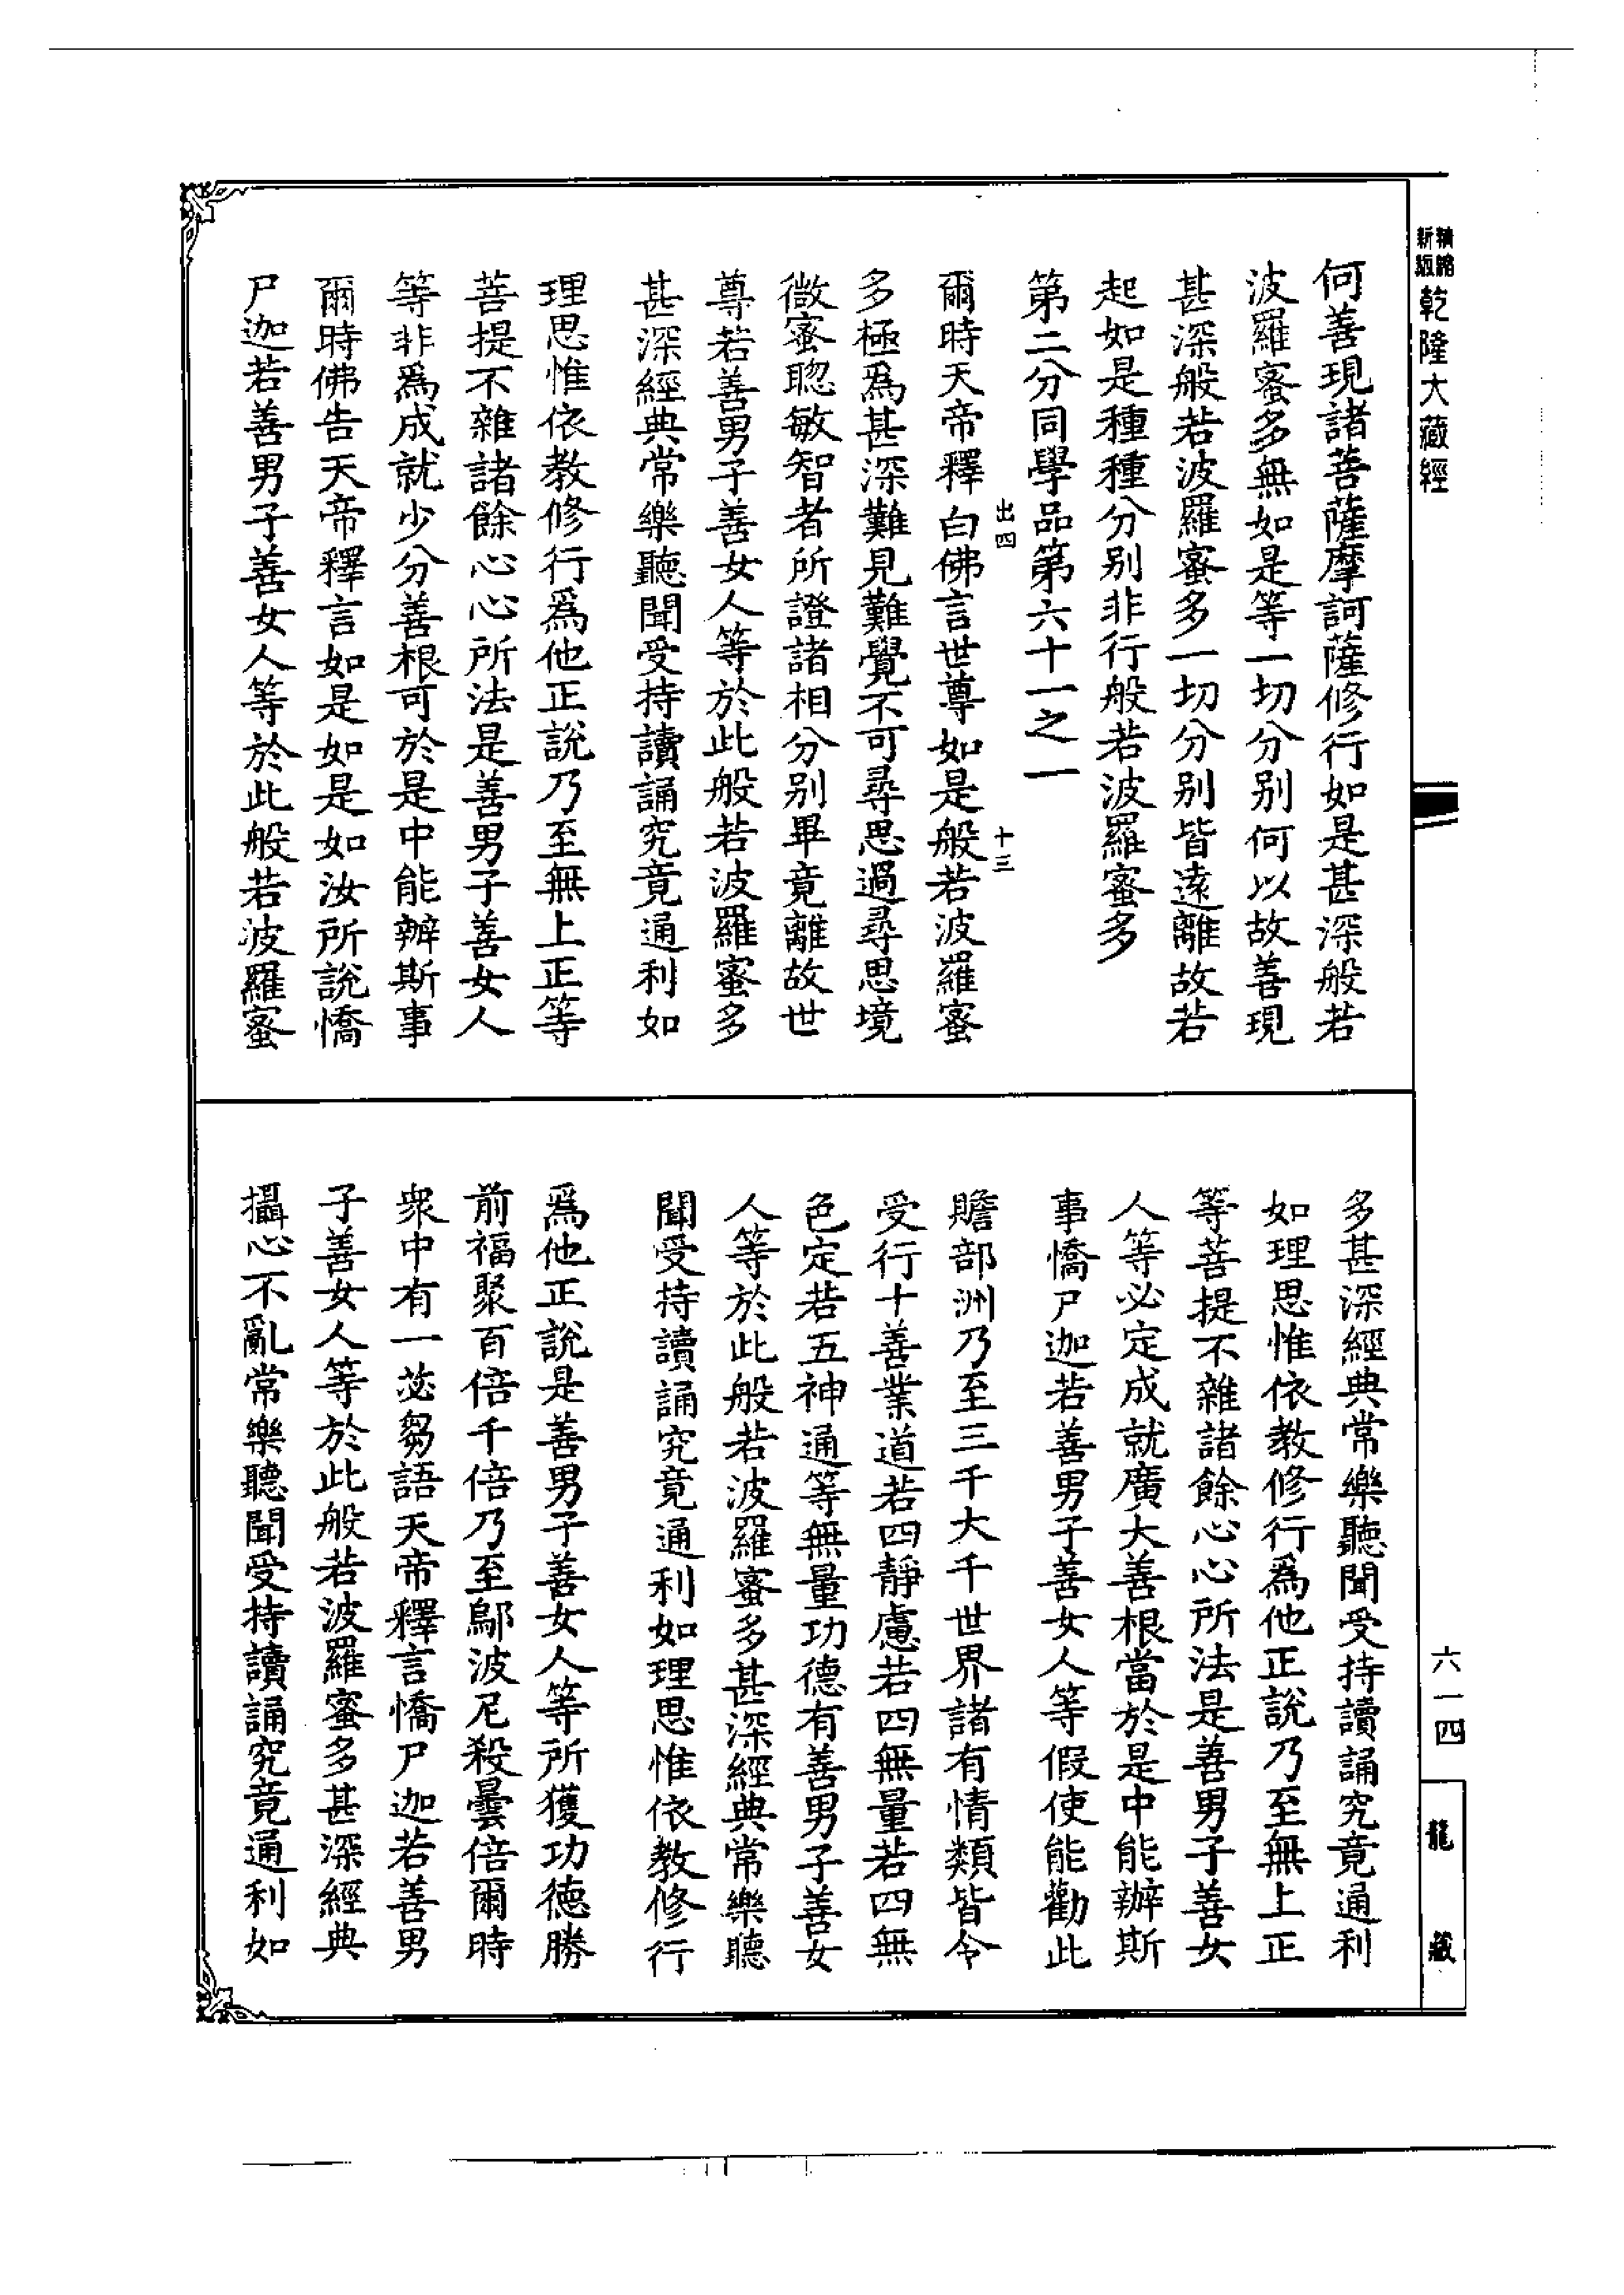 精縮
新版
乾隆大藏經
何善現諸菩薩摩訶薩修行如是甚深般若
波羅蜜多無如是等一切分別何以故善現
甚深般若波羅蜜多一切分別皆遠離故若
起如是種種分別非行般若波羅蜜多
第二分同學品第六十一之一
出四 十三
爾時天帝釋白佛言世尊如是般若波羅蜜
多極爲甚深難見難覺不可尋思過尋思境
微蜜聰敏智者所證諸相分別畢竟離故世
尊若善男子善女人等於此般若波羅蜜多
甚深經典常樂聽聞受持讀誦究竟通利如
理思惟依教修行爲他正說乃至無上正等
菩提不雜諸餘心心所法是善男子善女人
等非爲成就少分善根可於是中能辦斯事
爾時佛告天帝釋言如是如是如汝所說憍
尸迦若善男子善女人等於此般若波羅蜜
多甚深經典常樂聽聞受持讀誦究竟通利
如理思惟依教修行爲他正說乃至無上正
等菩提不雜諸餘心心所法是善男子善女
人等必定成就廣大善根當於是中能辦斯
事憍尸迦若善男子善女人等假使能勸此
贍部洲乃至三千大千世界諸有情類皆令
受行十善業道若四靜慮若四無量若四無
色定若五神通等無量功德有善男子善女
人等於此般若波羅蜜多甚深經典常樂聽
聞受持讀誦究竟通利如理思惟依教修行
爲他正說是善男子善女人等所獲功德勝
前福聚百倍千倍乃至鄔波尼殺曇倍爾時
衆中有一苾芻語天帝釋言憍尸迦若善男
子善女人等於此般若波羅蜜多甚深經典
攝心不亂常樂聽聞受持讀誦究竟通利如
六一四
龍藏